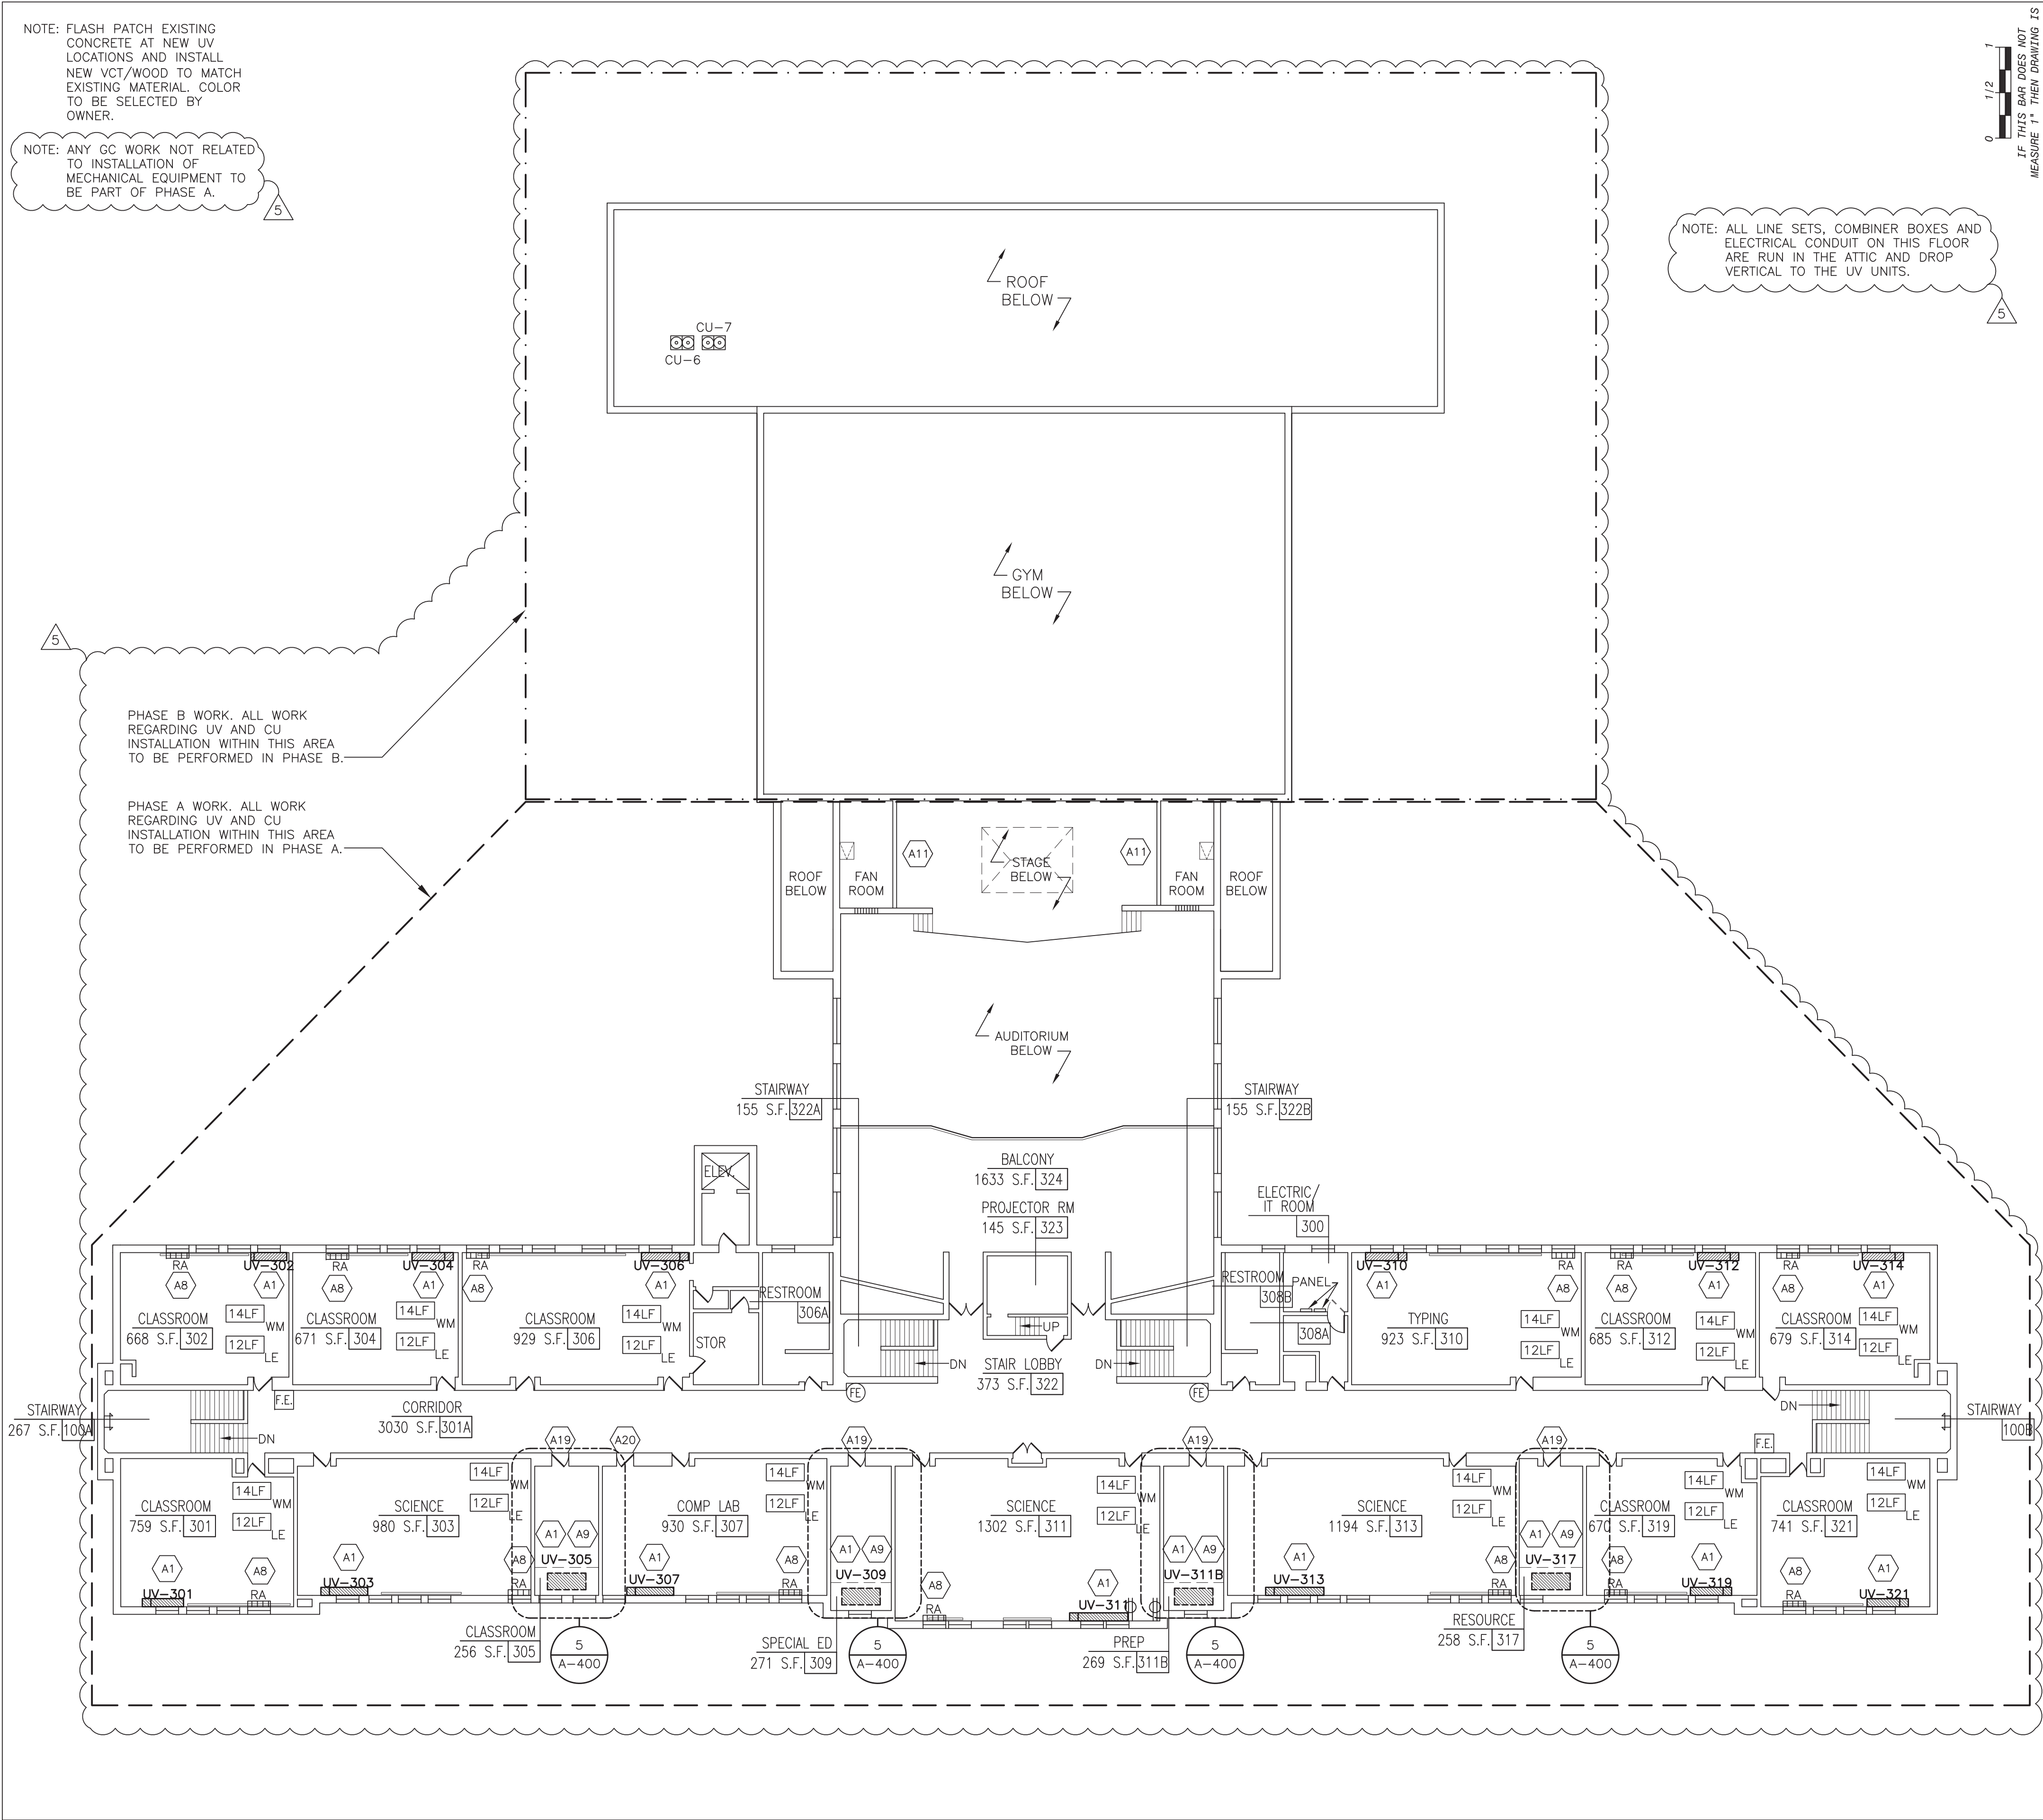 NOTE: FLASH PATCH EXISTING
CONCRETE AT NEW UV
LOCATIONS AND INSTALL
NEW VCT/WOOD TO MATCH
EXISTING MATERIAL. COLOR
TO BE SELECTED BY
OWNER.
NOTE: ANY GC WORK NOT RELATED
TO INSTALLATION OF
MECHANICAL EQUIPMENT TO
BE PART OF PHASE A.
5
0 1/2 1
IF THIS BAR DOES NOT
MEASURE 1" THEN DRAWING IS
NOTE: ALL LINE SETS, COMBINER BOXES AND
ELECTRICAL CONDUIT ON THIS FLOOR
ARE RUN IN THE ATTIC AND DROP
VERTICAL TO THE UV UNITS.
5
ROOF
BELOW
CU-7
CU-6
GYM
BELOW
5
PHASE B WORK. ALL WORK
REGARDING UV AND CU
INSTALLATION WITHIN THIS AREA
TO BE PERFORMED IN PHASE B.
PHASE A WORK. ALL WORK
REGARDING UV AND CU
INSTALLATION WITHIN THIS AREA
TO BE PERFORMED IN PHASE A.
ROOF
BELOW
FAN
ROOM
A11
STAGE
BELOW
A11
FAN
ROOM
ROOF
BELOW
AUDITORIUM
BELOW
STAIRWAY
155 S.F. 322A
STAIRWAY
155 S.F. 322B
BALCONY
1633 S.F. 324
PROJECTOR RM
145 S.F. 323
ELEV.
ELECTRIC/
IT ROOM
300
RA
UV-302
A8
A1
CLASSROOM
668 S.F. 302
14LF
WM
12LF
LE
RA
UV-304
A8
A1
CLASSROOM
671 S.F. 304
14LF
WM
12LF
LE
UV-306
A8
A1
CLASSROOM
929 S.F. 306
14LF
WM
12LF
LE
STOR
RESTROOM
306A
UP
DN
STAIR LOBBY
373 S.F. 322
DN
FE
FE
RESTROOM
308B
PANEL
308A
UV-310
RA
A1
A8
TYPING
923 S.F. 310
14LF
WM
12LF
LE
RA
UV-312
A8
A1
CLASSROOM
685 S.F. 312
14LF
WM
12LF
LE
RA
UV-314
A8
A1
CLASSROOM
679 S.F. 314
14LF
WM
12LF
LE
STAIRWAY
267 S.F. 100A
DN
F.E.
CORRIDOR
3030 S.F. 301A
A19
A20
A19
A19
A19
F.E.
DN
STAIRWAY
100B
CLASSROOM
759 S.F. 301
14LF
WM
12LF
LE
A1
A8
UV-301
RA
SCIENCE
980 S.F. 303
14LF
WM
12LF
LE
A1
A8
UV-303
RA
A1
A9
UV-305
COMP LAB
930 S.F. 307
14LF
WM
12LF
LE
A1
A8
UV-307
RA
A1
A9
UV-309
SCIENCE
1302 S.F. 311
14LF
WM
12LF
LE
A8
A1
RA
UV-311
A1
A9
UV-311B
SCIENCE
1194 S.F. 313
14LF
WM
12LF
LE
A1
A8
UV-313
RA
A1
A9
UV-317
CLASSROOM
670 S.F. 319
14LF
WM
12LF
LE
A8
A1
RA
UV-319
CLASSROOM
741 S.F. 321
14LF
WM
12LF
LE
A8
A1
RA
UV-321
CLASSROOM
256 S.F. 305
5
A-400
SPECIAL ED
271 S.F. 309
5
A-400
PREP
269 S.F. 311B
5
A-400
RESOURCE
258 S.F. 317
5
A-400